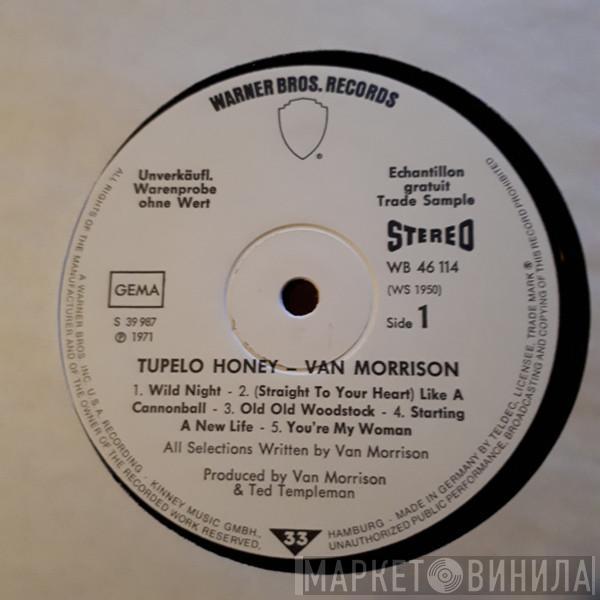 WARNER BROS. RECORDS
®
Unverkäufl.
Warenprobe
ohne Wert
Echantillon
gratuit
Trade Sample
STEREO
WB 46 114
(WS 1950)
Side 1
GEMA
S 39 987
℗ 1971
TUPELO HONEY – VAN MORRISON
1. Wild Night - 2. (Straight To Your Heart) Like A
Cannonball - 3. Old Old Woodstock - 4. Starting
A New Life - 5. You're My Woman
All Selections Written by Van Morrison
Produced by Van Morrison
& Ted Templeman
33
ALL RIGHTS OF THE MANUFACTURER AND OF THE OWNER OF THE RECORDED WORK RESERVED,
A WARNER BROS. INC. U. S. A. RECORDING - KINNEY MUSIC GMBH.,
HAMBURG - MADE IN GERMANY BY TELDEC, LICENSEE, TRADE MARK ®
UNAUTHORIZED PUBLIC PERFORMANCE, BROADCASTING AND COPYING OF THIS RECORD PROHIBITED
МАРКЕТ ВИНИЛА